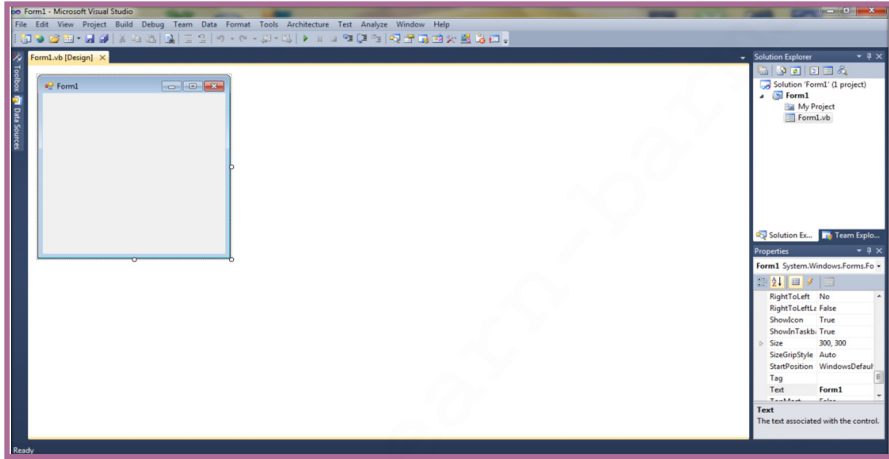 Form1 - Microsoft Visual Studio
File Edit View Project Build Debug Team Data Format Tools Architecture Test Analyze Window Help
Toolbox
Data Sources
Form1.vb [Design]
Form1
Solution Explorer
Solution 'Form1' (1 project)
Form1
My Project
Form1.vb
Solution Ex... Team Explo...
Properties
Form1 System.Windows.Forms.Fo
RightToLeft No
RightToLeftLa False
ShowIcon True
ShowInTaskb True
Size 300, 300
SizeGripStyle Auto
StartPosition WindowsDefaul
Tag
Text Form1
Text
The text associated with the control.
Ready